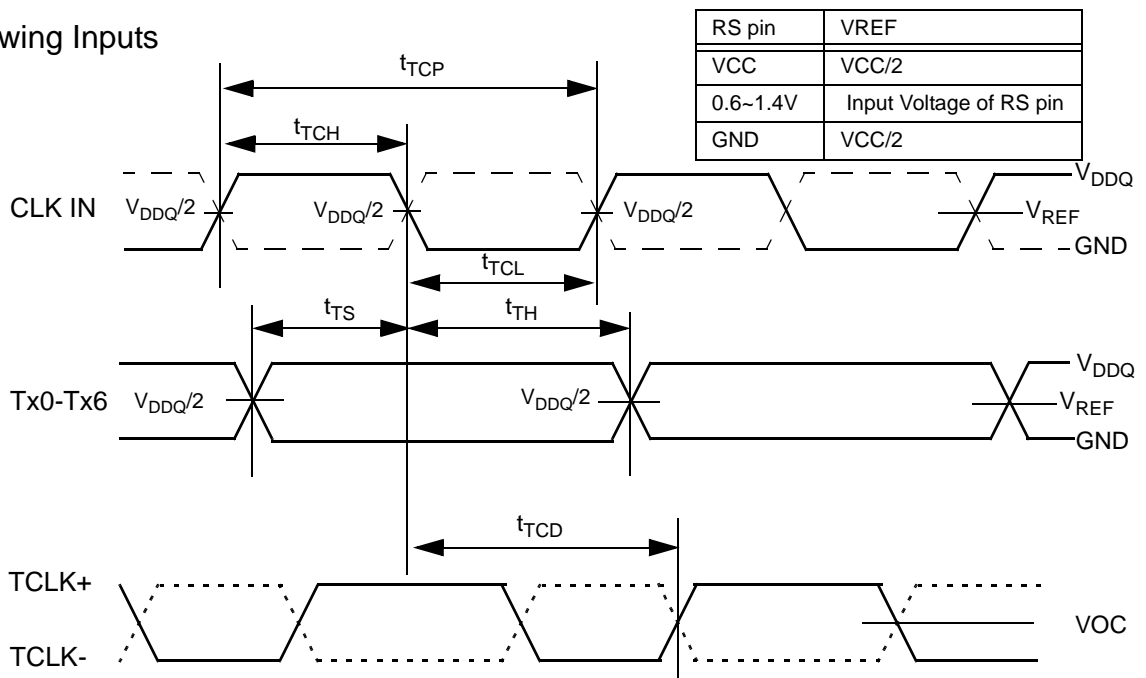 wing Inputs
RS pin VREF
VCC VCC/2
0.6~1.4V Input Voltage of RS pin
GND VCC/2
tTCP
tTCH
CLK IN VDDQ/2 VDDQ/2 VDDQ/2
VDDQ
VREF
GND
tTCL
tTS tTH
Tx0-Tx6 VDDQ/2 VDDQ/2
VDDQ
VREF
GND
tTCD
TCLK+
VOC
TCLK-